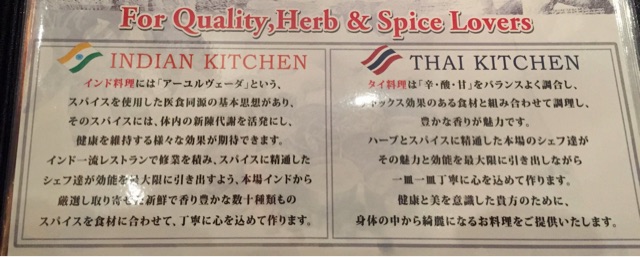 For Quality,Herb & Spice Lovers
INDIAN KITCHEN
インド料理には「アーユルヴェーダ」という、
スパイスを使用した医食同源の基本思想があり、
そのスパイスには、体内の新陳代謝を活発にし、
健康を維持する様々な効果が期待できます。
インド一流レストランで修業を積み、スパイスに精通した
シェフ達が効能を最大限に引き出すよう、本場インドから
厳選し取り寄せた新鮮で香り豊かな数十種類もの
スパイスを食材に合わせて、丁寧に心を込めて作ります。
THAI KITCHEN
タイ料理は「辛・酸・甘」をバランスよく調合し、
デトックス効果のある食材と組み合わせて調理し、
豊かな香りが魅力です。
ハーブとスパイスに精通した本場のシェフ達が
その魅力と効能を最大限に引き出しながら
一皿一皿丁寧に心を込めて作ります。
健康と美を意識した貴方のために、
身体の中から綺麗になるお料理をご提供いたします。